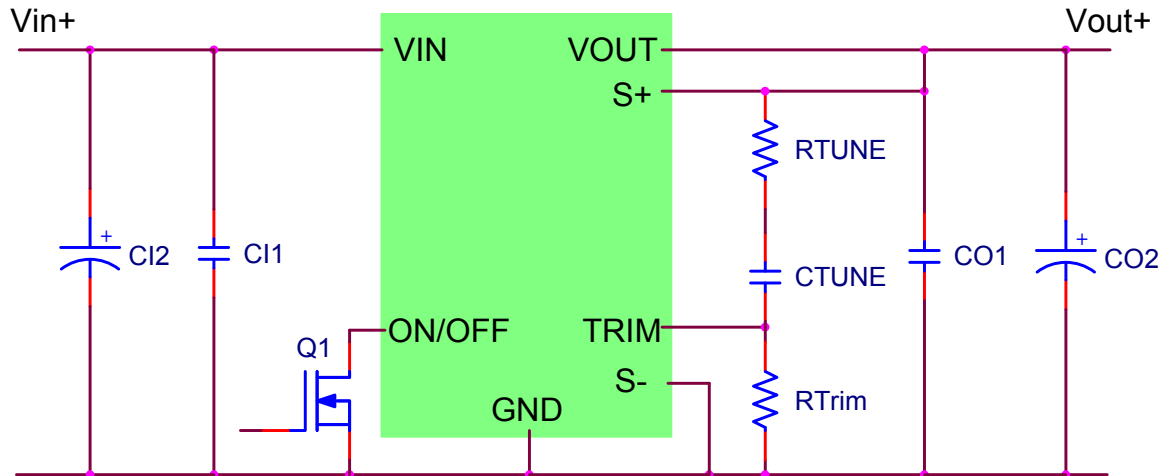 Vin+
Vout+
VIN
VOUT
S+
RTUNE
+
CI2
CI1
CTUNE
CO1
+
CO2
ON/OFF
TRIM
Q1
S-
RTrim
GND